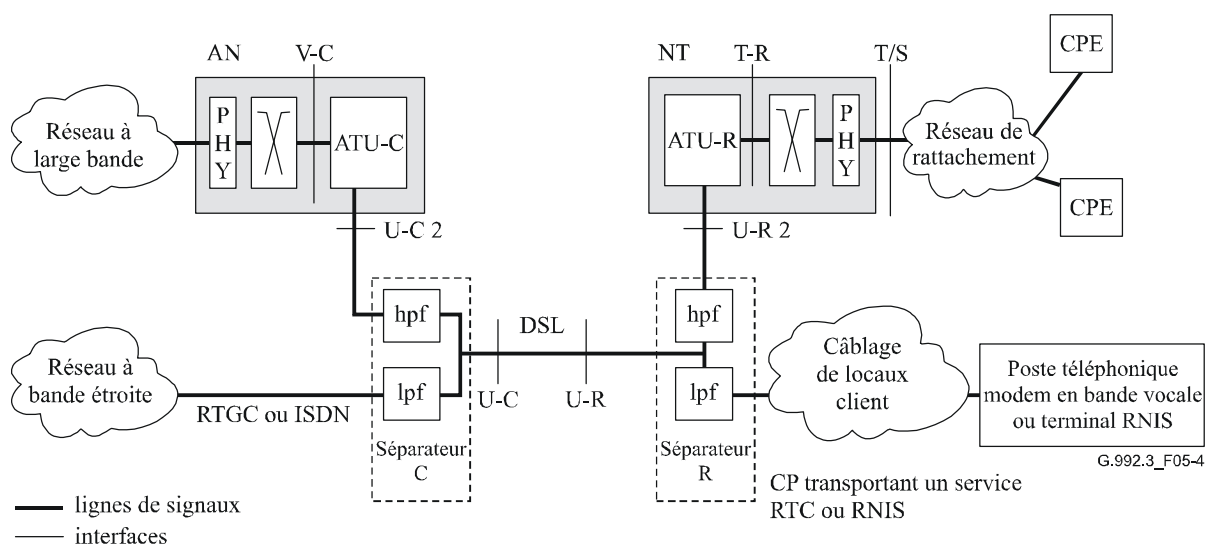 AN
V-C
NT
T-R
T/S
CPE
Réseau à
large bande
P
H
Y
ATU-C
ATU-R
P
H
Y
Réseau de
rattachement
CPE
U-C 2
U-R 2
hpf
DSL
hpf
Réseau à
bande étroite
RTGC ou ISDN
lpf
U-C
U-R
lpf
Câblage
de locaux
client
Poste téléphonique
modem en bande vocale
ou terminal RNIS
Séparateur
C
Séparateur
R
G.992.3_F05-4
CP transportant un service
RTC ou RNIS
lignes de signaux
interfaces